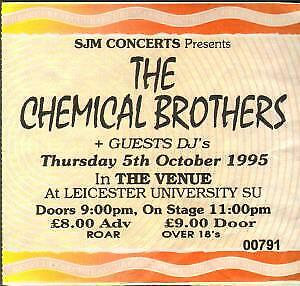 SJM CONCERTS Presents
THE
CHEMICAL BROTHERS
+ GUESTS DJ's
Thursday 5th October 1995
In THE VENUE
At LEICESTER UNIVERSITY SU
Doors 9:00pm, On Stage 11:00pm
£8.00 Adv £9.00 Door
ROAR OVER 18's
00791